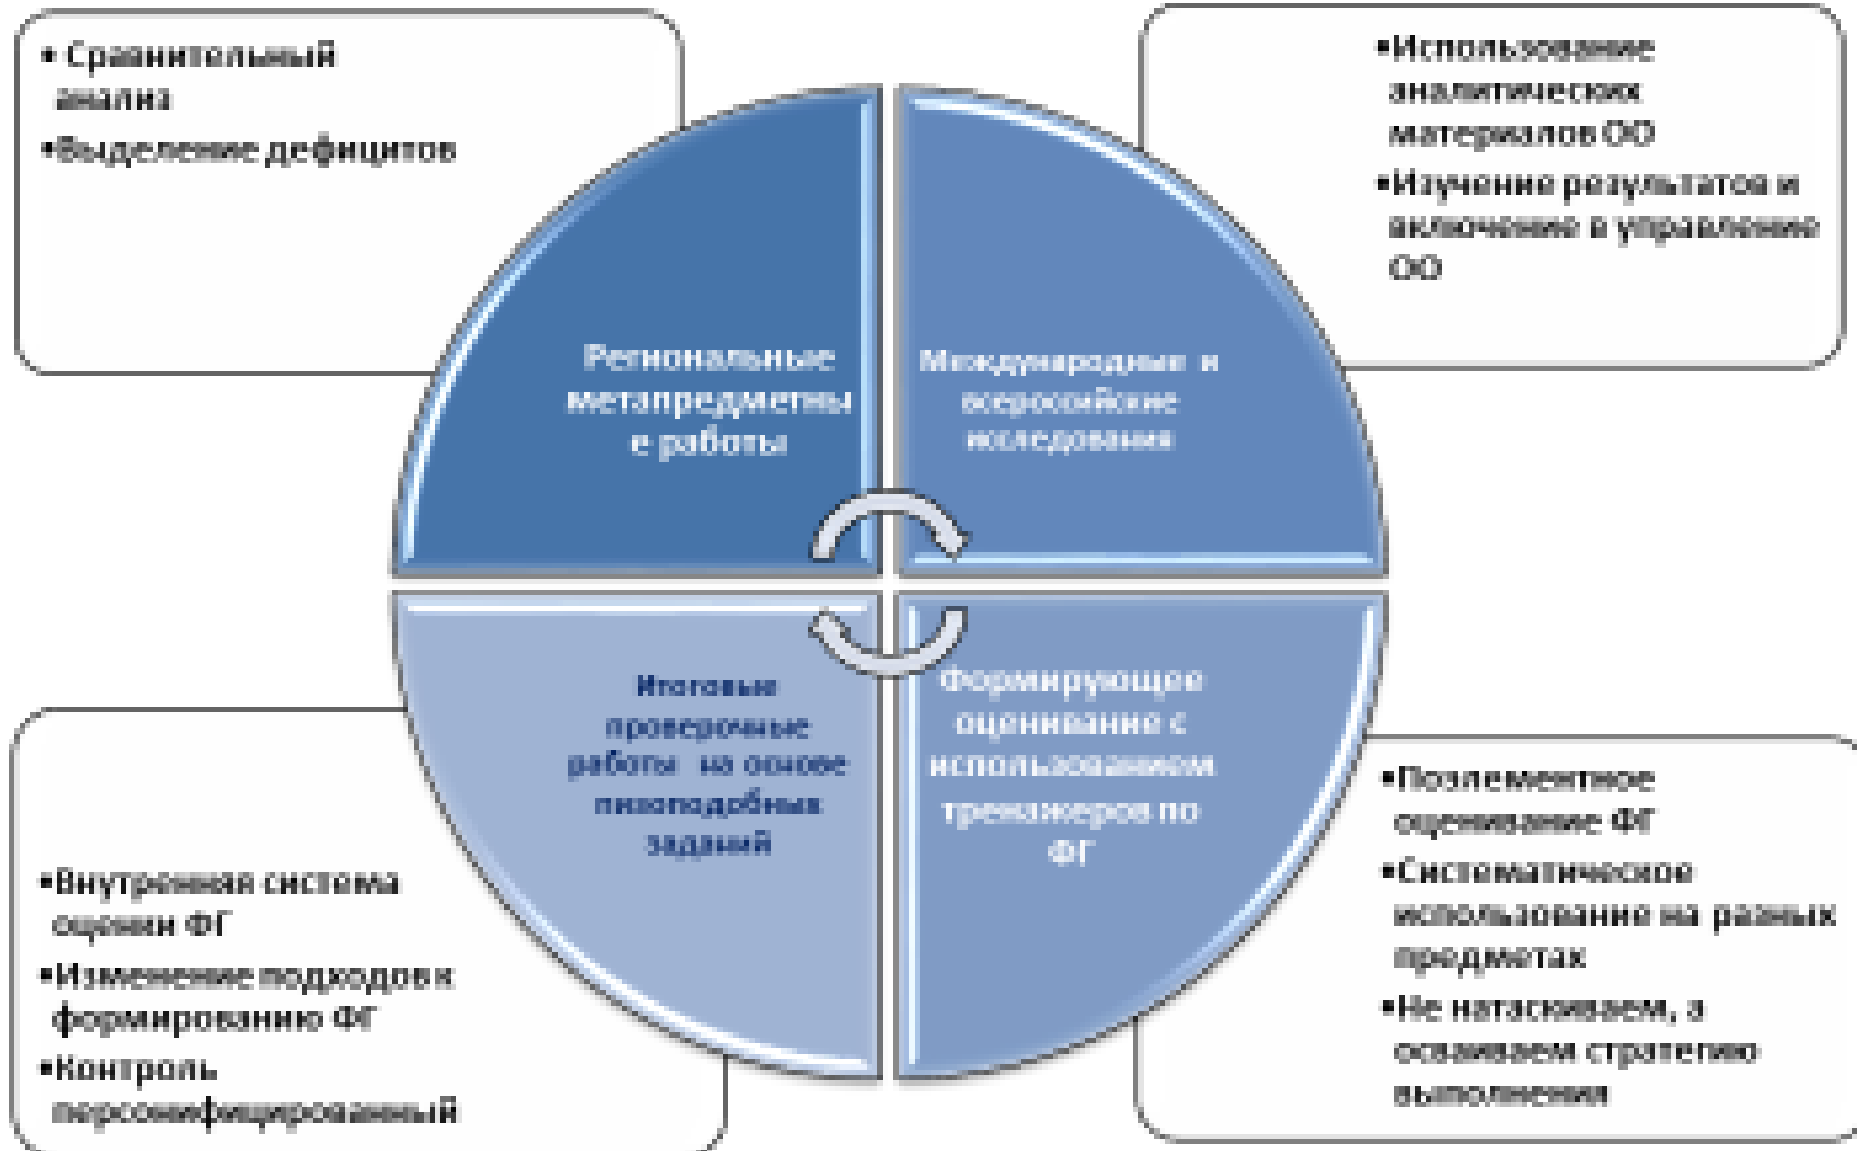 • Сравнительный
анализ
•Выделение дефицитов
•Использование
аналитических
материалов ОО
•Изучение результатов и
включение в управление
ОО
Региональные
метапредметны
е работы
Международные и
всероссийские
исследования
Итоговые
проверочные
работы на основе
пизоподобных
заданий
Формирующее
оценивание с
использованием
тренажеров по
ФГ
•Внутренняя система
оценки ФГ
•Изменение подходов к
формированию ФГ
•Контроль
персонифицированный
•Поэлементное
оценивание ФГ
•Систематическое
использование на разных
предметах
•Не натаскиваем, а
осваиваем стратегию
выполнения